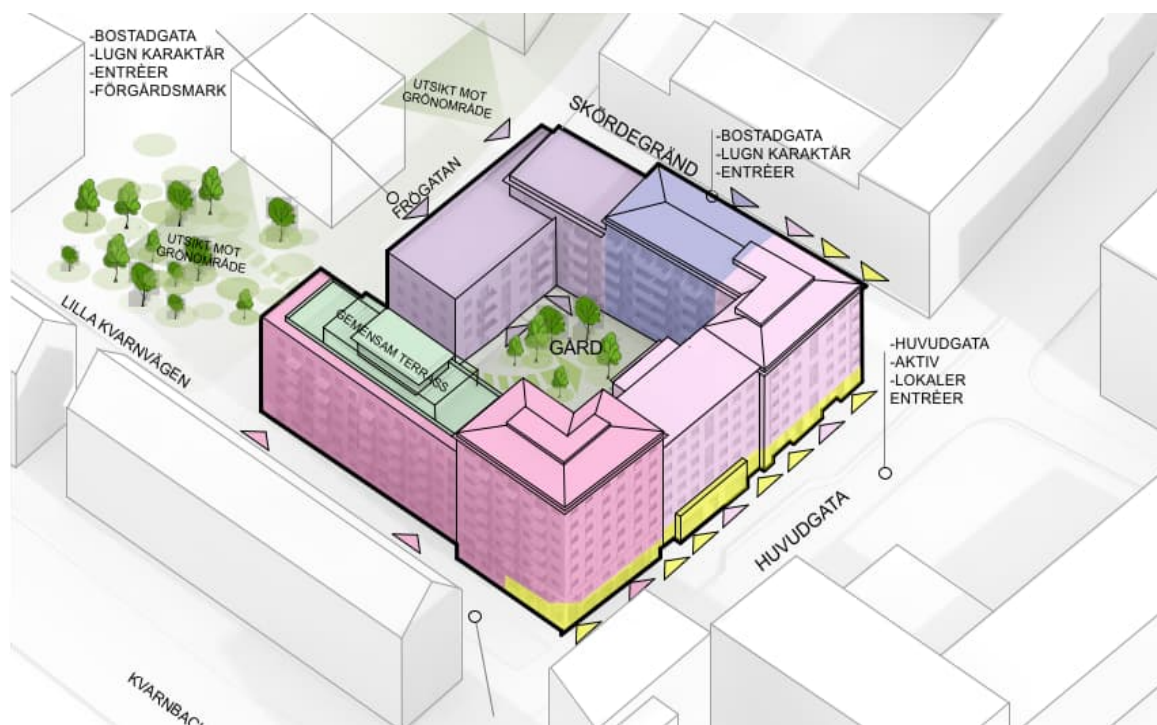 -BOSTADGATA
-LUGN KARAKTÄR
-ENTRÉER
-FÖRGÅRDSMARK
UTSIKT MOT
GRÖNOMRÅDE
SKÖRDEGRÄND
-BOSTADGATA
-LUGN KARAKTÄR
-ENTRÉER
FRÖGATAN
UTSIKT MOT
GRÖNOMRÅDE
LILLA KVARNVÄGEN
GEMENSAM TERRASS
GÅRD
-HUVUDGATA
-AKTIV
-LOKALER
ENTRÉER
HUVUDGATA
KVARNBAC